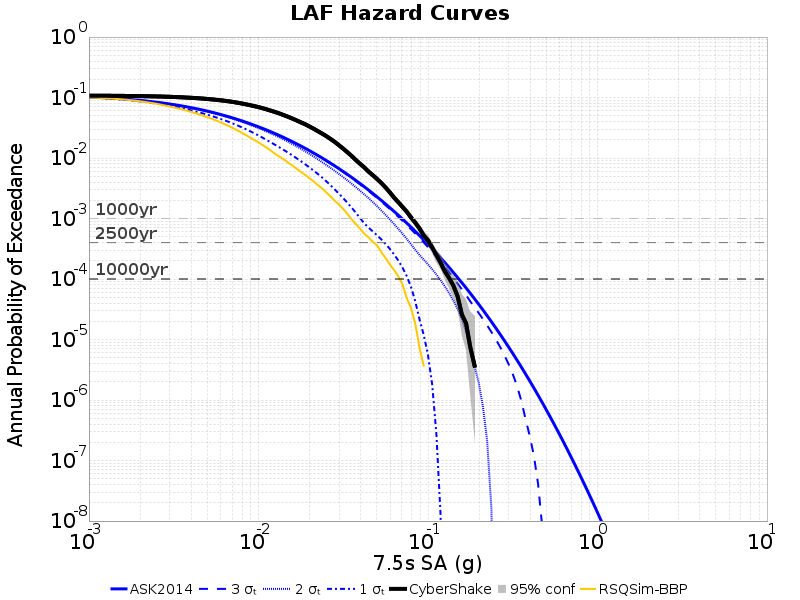 LAF Hazard Curves
Annual Probability of Exceedance
10⁰
10⁻¹
10⁻²
10⁻³
10⁻⁴
10⁻⁵
10⁻⁶
10⁻⁷
10⁻⁸
1000yr
2500yr
10000yr
10⁻³ 10⁻² 10⁻¹ 10⁰ 10¹
7.5s SA (g)
ASK2014 3 σₜ 2 σₜ 1 σₜ CyberShake 95% conf RSQSim-BBP